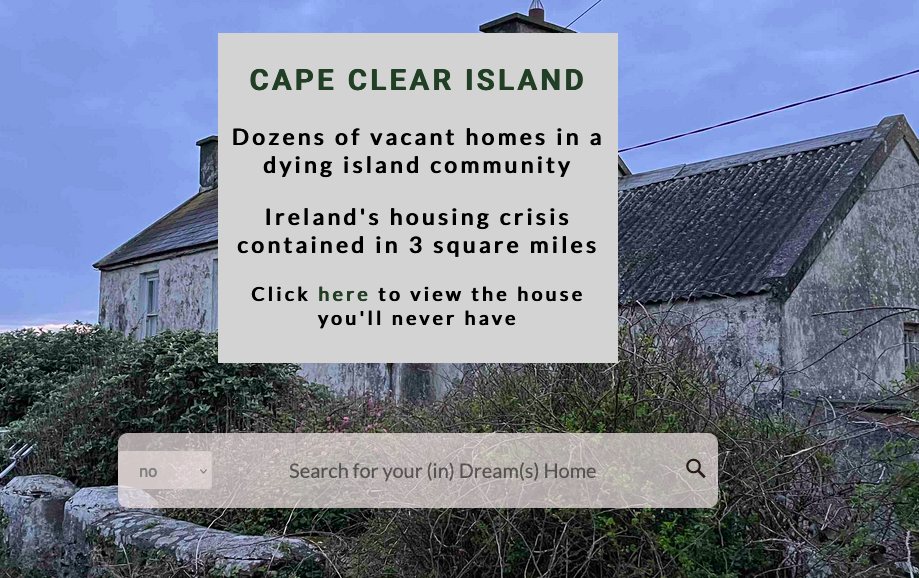 CAPE CLEAR ISLAND
Dozens of vacant homes in a
dying island community
Ireland's housing crisis
contained in 3 square miles
Click here to view the house
you'll never have
no
Search for your (in) Dream(s) Home